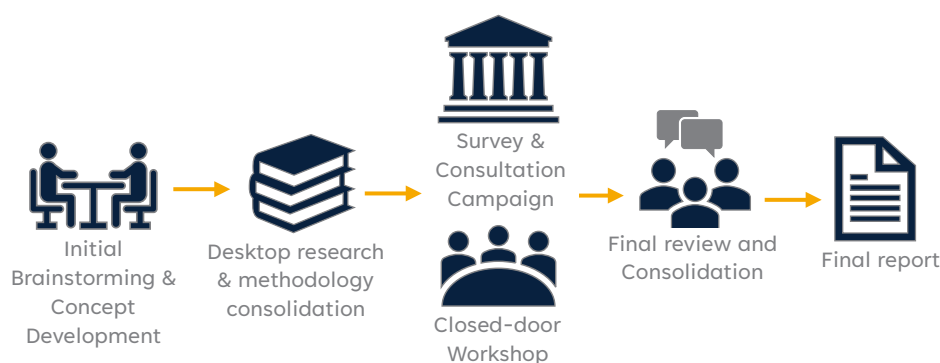 Initial
Brainstorming &
Concept
Development
Desktop research
& methodology
consolidation
Survey &
Consultation
Campaign
Closed-door
Workshop
Final review and
Consolidation
Final report